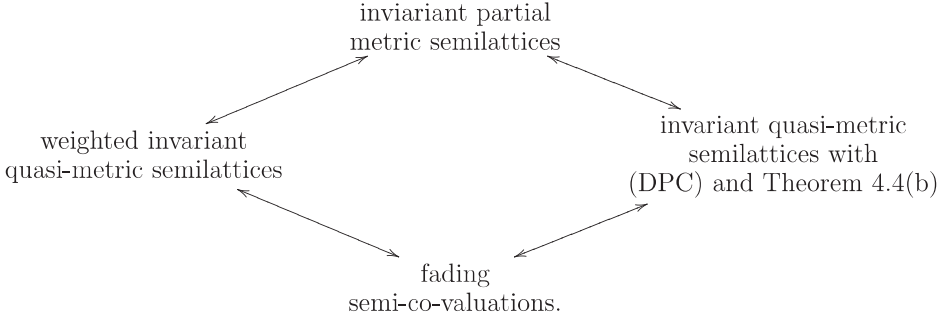 inviariant partial
metric semilattices
weighted invariant
quasi-metric semilattices
invariant quasi-metric
semilattices with
(DPC) and Theorem 4.4(b)
fading
semi-co-valuations.